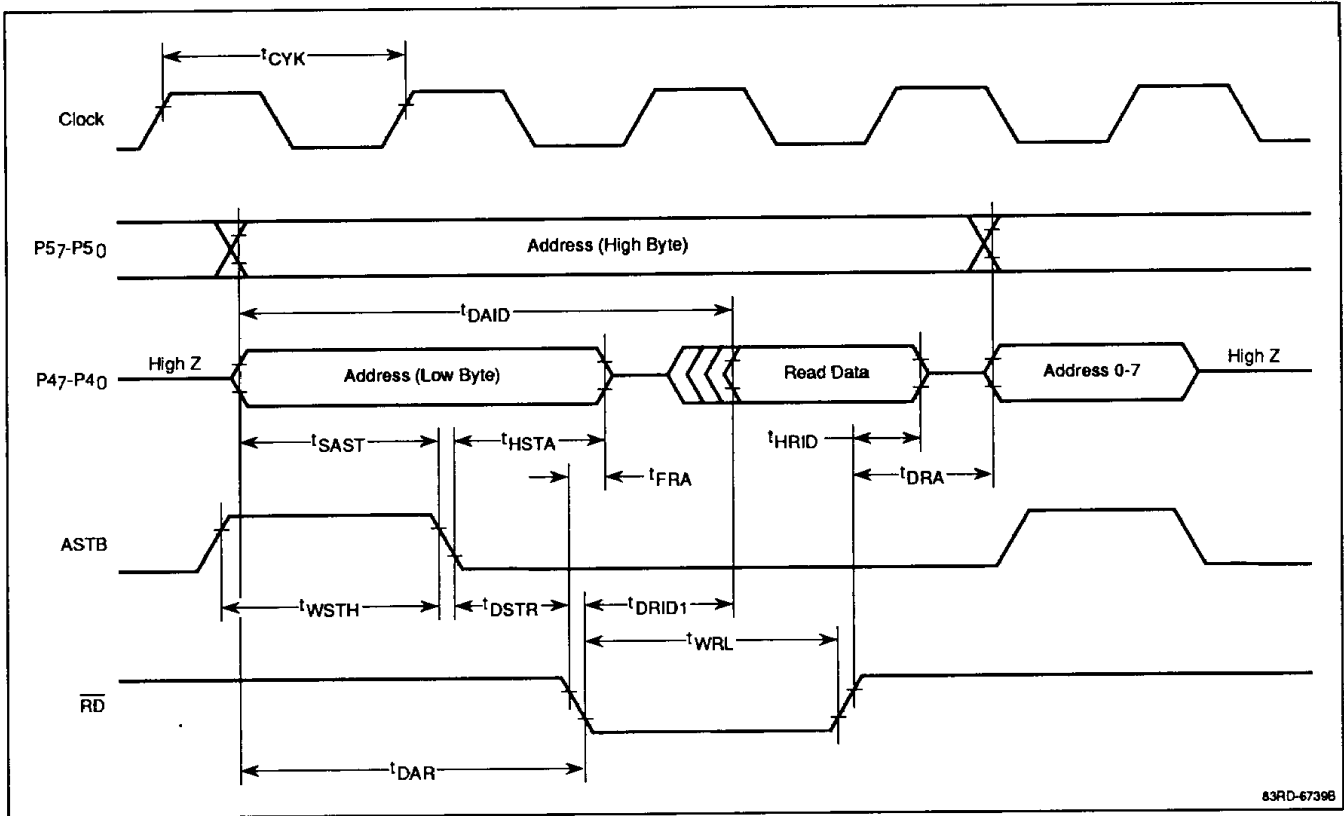 tCYK
Clock
P57-P50
Address (High Byte)
tDAID
High Z
P47-P40
Address (Low Byte)
Read Data
Address 0-7
High Z
tSAST
tHSTA
tHRID
tFRA
tDRA
ASTB
tWSTH
tDSTR
tDRID1
tWRL
RD
tDAR
83RD-6739B